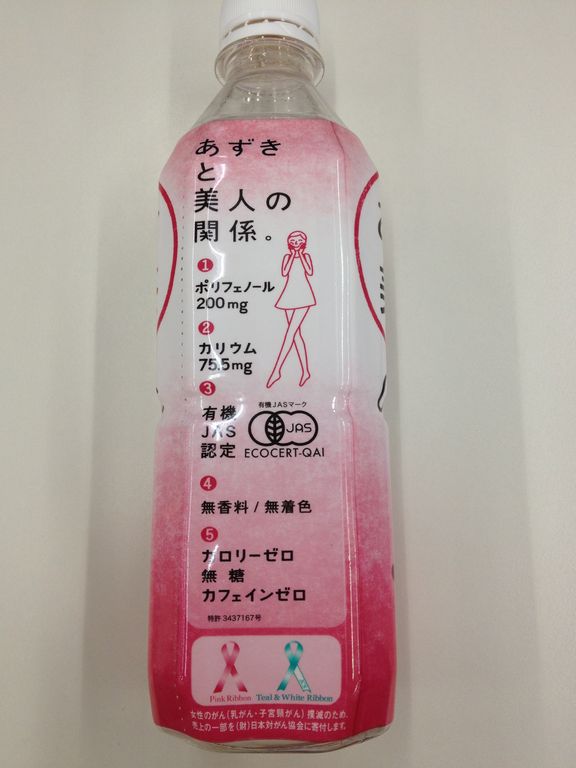 あずき
と
美人の
関係。
1
ポリフェノール
200mg
2
カリウム
75.5mg
3
有機
JAS
認定
有機JASマーク
JAS
ECOCERT-QAI
4
無香料/無着色
5
カロリーゼロ
無糖
カフェインゼロ
特許3437167号
Pink Ribbon
Teal & White Ribbon
女性のがん(乳がん・子宮頸がん)撲滅のため、
売上の一部を(財)日本対がん協会に寄付します。